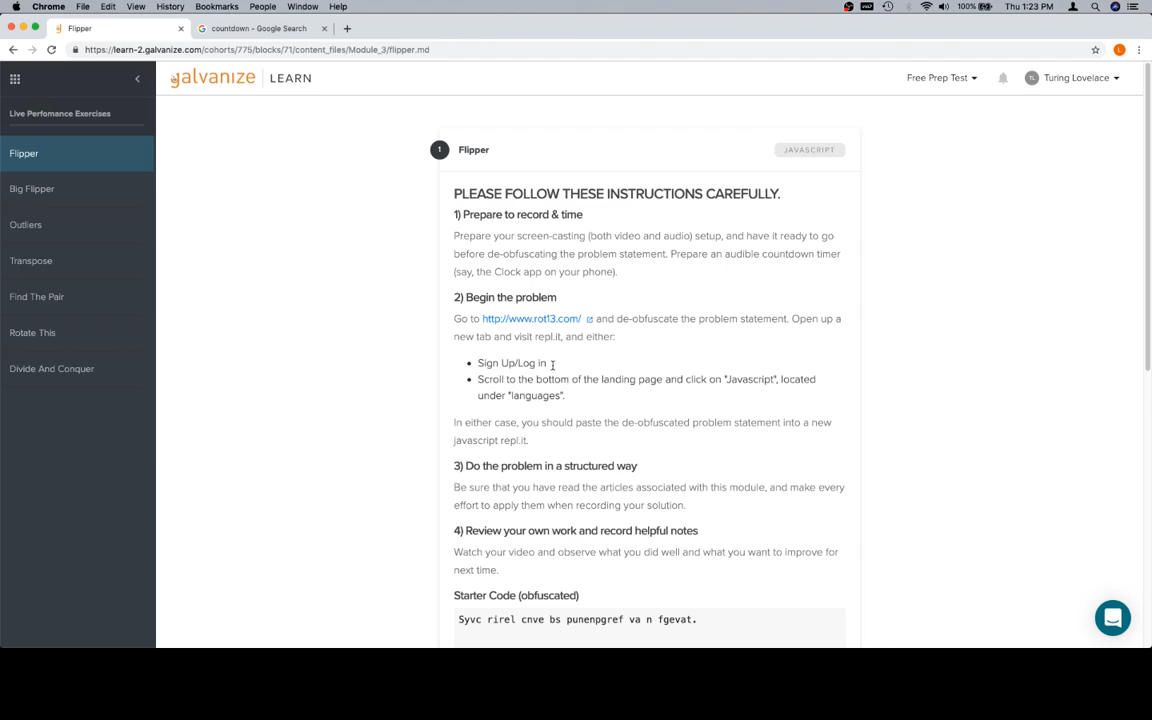 Chrome File Edit View History Bookmarks People Window Help 100% Thu 1:23 PM
Flipper
countdown - Google Search
https://learn-2.galvanize.com/cohorts/775/blocks/71/content_files/Module_3/flipper.md
L
galvanize | LEARN
Free Prep Test
TL
Turing Lovelace
Live Perfomance Exercises
Flipper
Big Flipper
Outliers
Transpose
Find The Pair
Rotate This
Divide And Conquer
1 Flipper
JAVASCRIPT
PLEASE FOLLOW THESE INSTRUCTIONS CAREFULLY.
1) Prepare to record & time
Prepare your screen-casting (both video and audio) setup, and have it ready to go
before de-obfuscating the problem statement. Prepare an audible countdown timer
(say, the Clock app on your phone).
2) Begin the problem
Go to http://www.rot13.com/ and de-obfuscate the problem statement. Open up a
new tab and visit repl.it, and either:
• Sign Up/Log in
• Scroll to the bottom of the landing page and click on "Javascript", located
under "languages".
In either case, you should paste the de-obfuscated problem statement into a new
javascript repl.it.
3) Do the problem in a structured way
Be sure that you have read the articles associated with this module, and make every
effort to apply them when recording your solution.
4) Review your own work and record helpful notes
Watch your video and observe what you did well and what you want to improve for
next time.
Starter Code (obfuscated)
Syvc rirel cnve bs punenpgref va n fgevat.